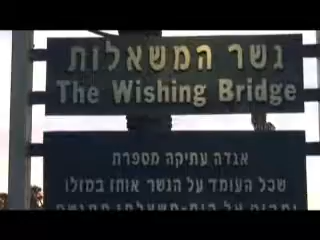 גשר המשאלות
The Wishing Bridge
אגדה עתיקה מספרת
שכל העומד על הגשר אוחז במזלו